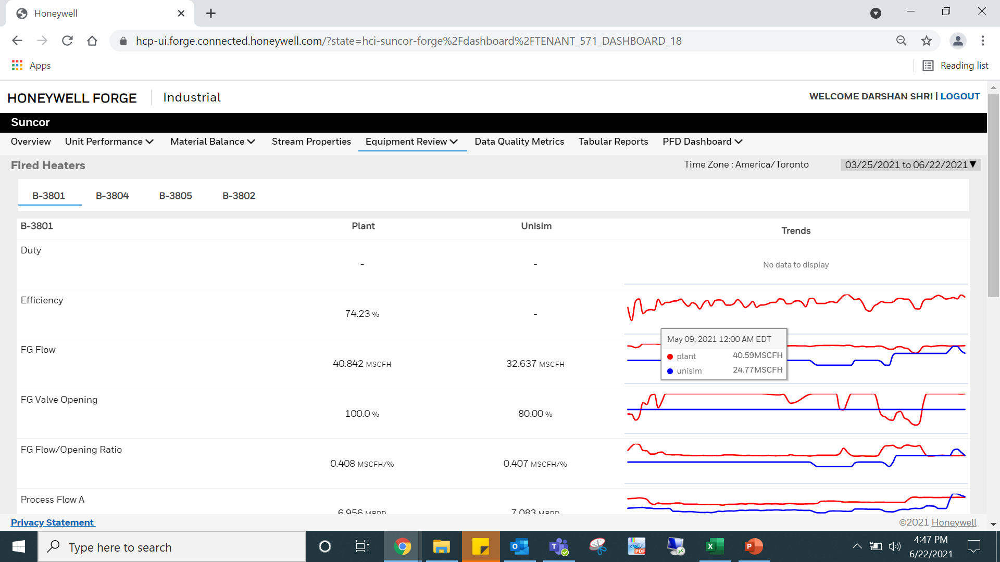 Honeywell
hcp-ui.forge.connected.honeywell.com/?state=hci-suncor-forge%2Fdashboard%2FTENANT_571_DASHBOARD_18
Apps
Reading list
HONEYWELL FORGE Industrial
WELCOME DARSHAN SHRI | LOGOUT
Suncor
Overview Unit Performance Material Balance Stream Properties Equipment Review Data Quality Metrics Tabular Reports PFD Dashboard
Fired Heaters
Time Zone : America/Toronto
03/25/2021 to 06/22/2021▼
B-3801 B-3804 B-3805 B-3802
B-3801 Plant Unisim Trends
Duty
- - No data to display
Efficiency
74.23 % -
FG Flow
40.842 MSCFH 32.637 MSCFH
May 09, 2021 12:00 AM EDT
plant 40.59MSCFH
unisim 24.77MSCFH
FG Valve Opening
100.0 % 80.00 %
FG Flow/Opening Ratio
0.408 MSCFH/% 0.407 MSCFH/%
Process Flow A
6.956 MBPD 7.083 MBPD
Privacy Statement
©2021 Honeywell
Type here to search
4:47 PM
6/22/2021